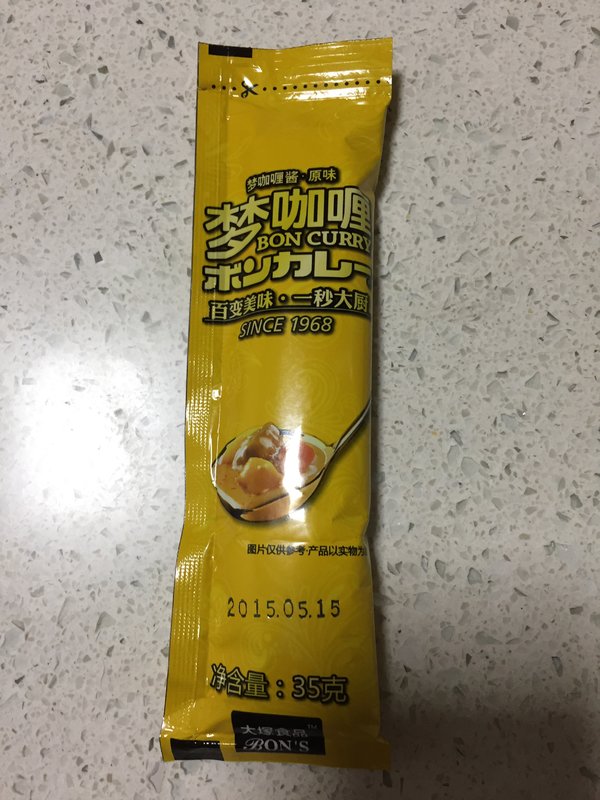 梦咖喱酱·原味
梦咖喱
BON CURRY
ボンカレー
百变美味·一秒大厨
SINCE 1968
图片仅供参考·产品以实物为
2015.05.15
净含量：35克
大塚食品™
BON'S